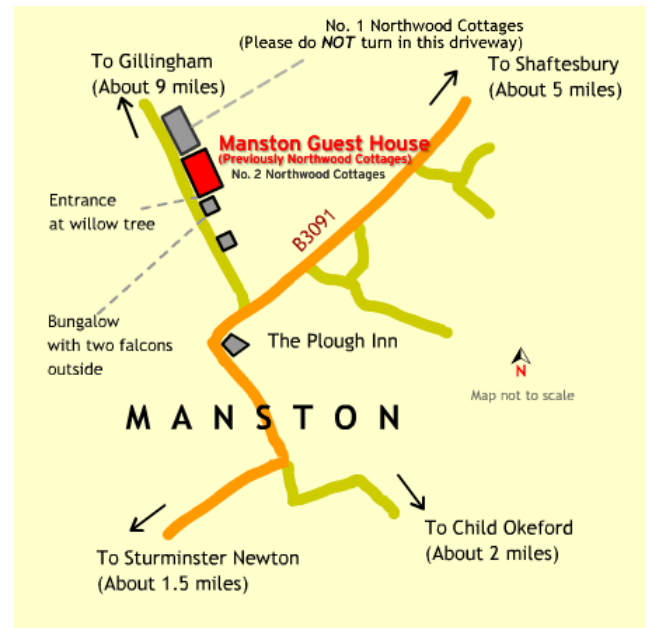 No. 1 Northwood Cottages
(Please do NOT turn in this driveway)
To Gillingham
(About 9 miles)
To Shaftesbury
(About 5 miles)
Manston Guest House
(Previously Northwood Cottages)
No. 2 Northwood Cottages
Entrance
at willow tree
B3091
Bungalow
with two falcons
outside
The Plough Inn
N
Map not to scale
MANSTON
To Child Okeford
(About 2 miles)
To Sturminster Newton
(About 1.5 miles)